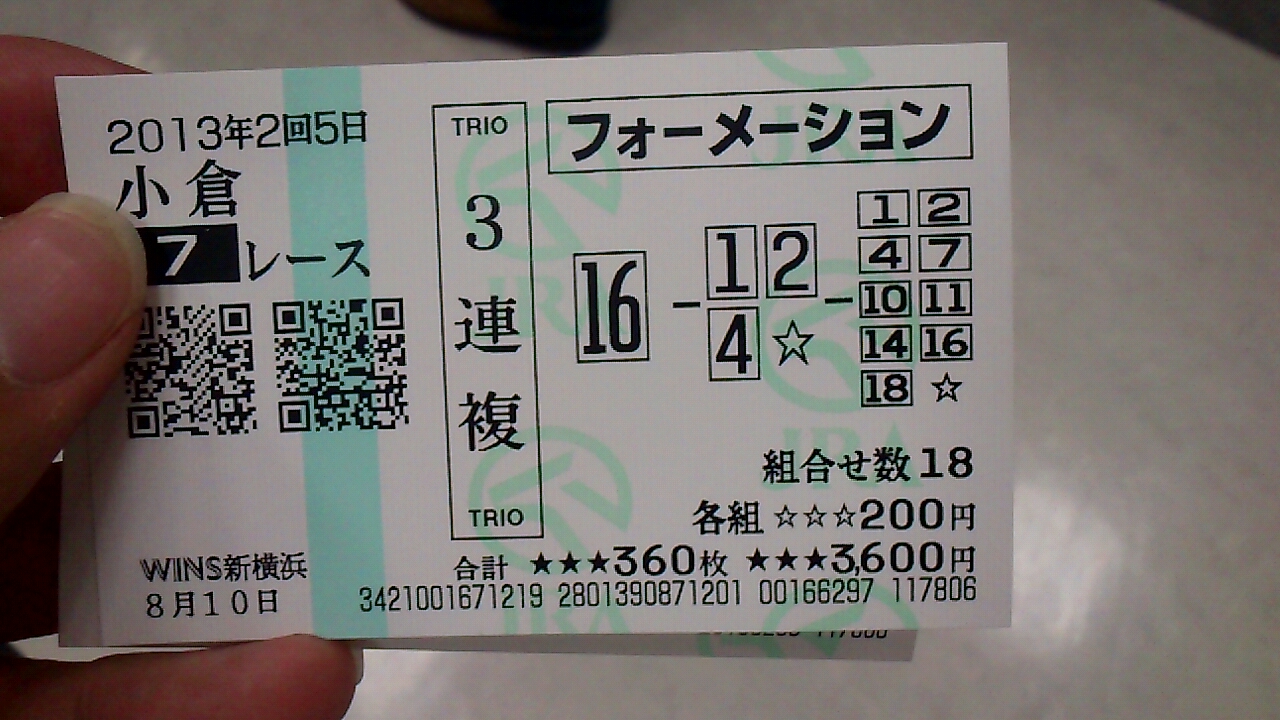 2013年2回5日
小倉
7レース
TRIO
3連複
TRIO
フォーメーション
16 - 1 2 4 ☆ - 1 2 4 7 10 11 14 16 18 ☆
組合せ数18
各組 ☆☆☆200円
合計 ★★★360枚 ★★★3,600円
WINS新横浜
8月10日
3421001671219 2801390871201 00166297 117806
JRA